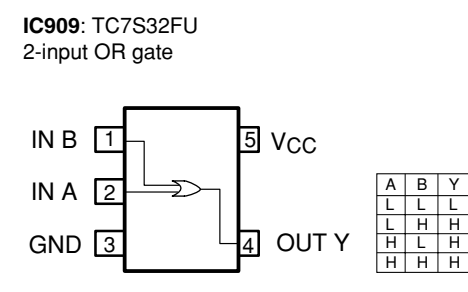 IC909: TC7S32FU
2-input OR gate
IN B 1 5 VCC
IN A 2
GND 3 4 OUT Y
A B Y
L L L
L H H
H L H
H H H